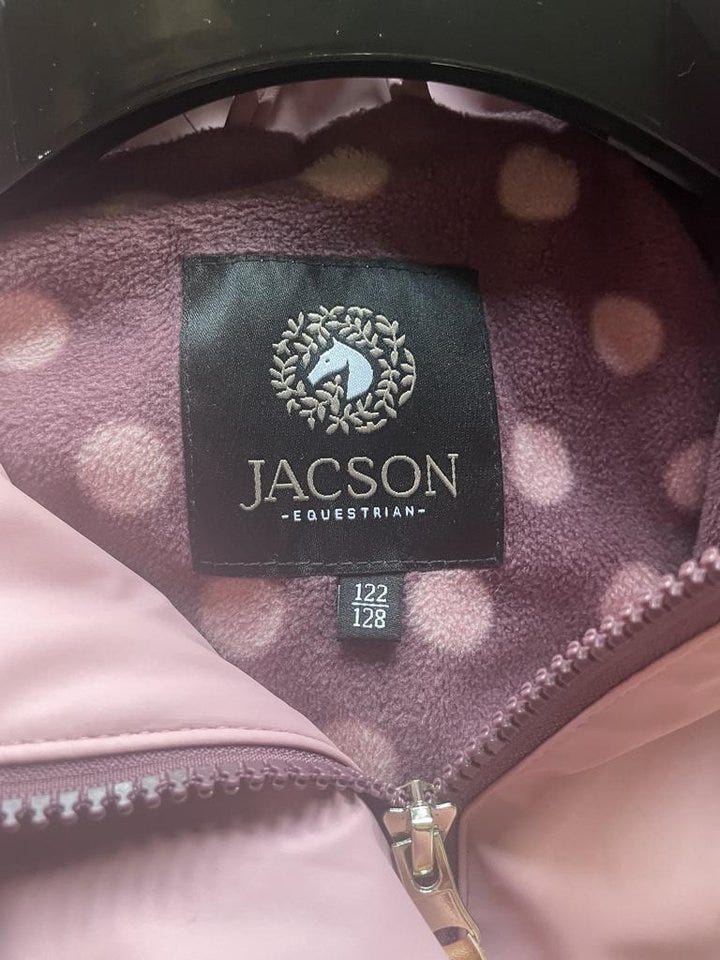 JACSON
-EQUESTRIAN-
122
128